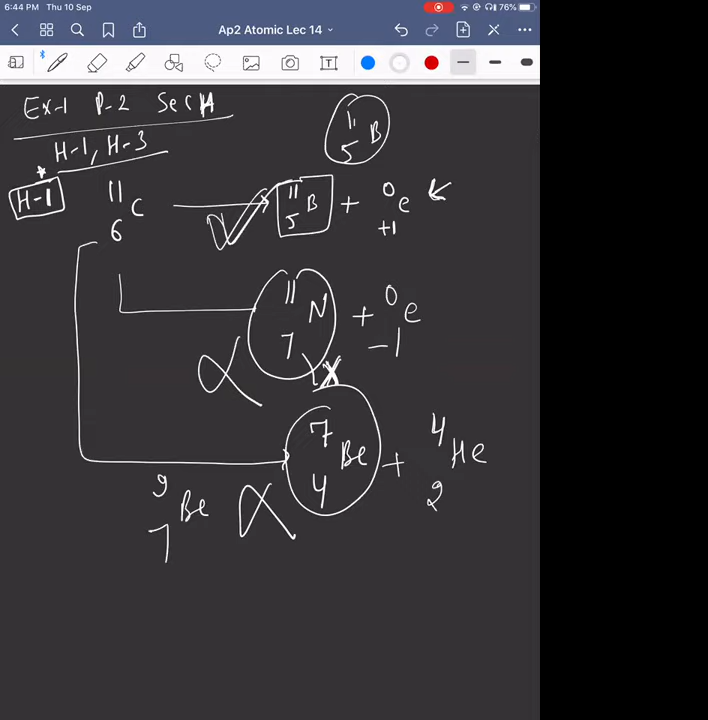 6:44 PM Thu 10 Sep 76%
Ap2 Atomic Lec 14
T
Ex-1 P-2 Sec H
H-1, H-3
11 5 B
H-1 11 6 C → 11 5 B + 0 +1 e
11 7 N + 0 -1 e
7 4 Be + 4 2 He
9 7 Be